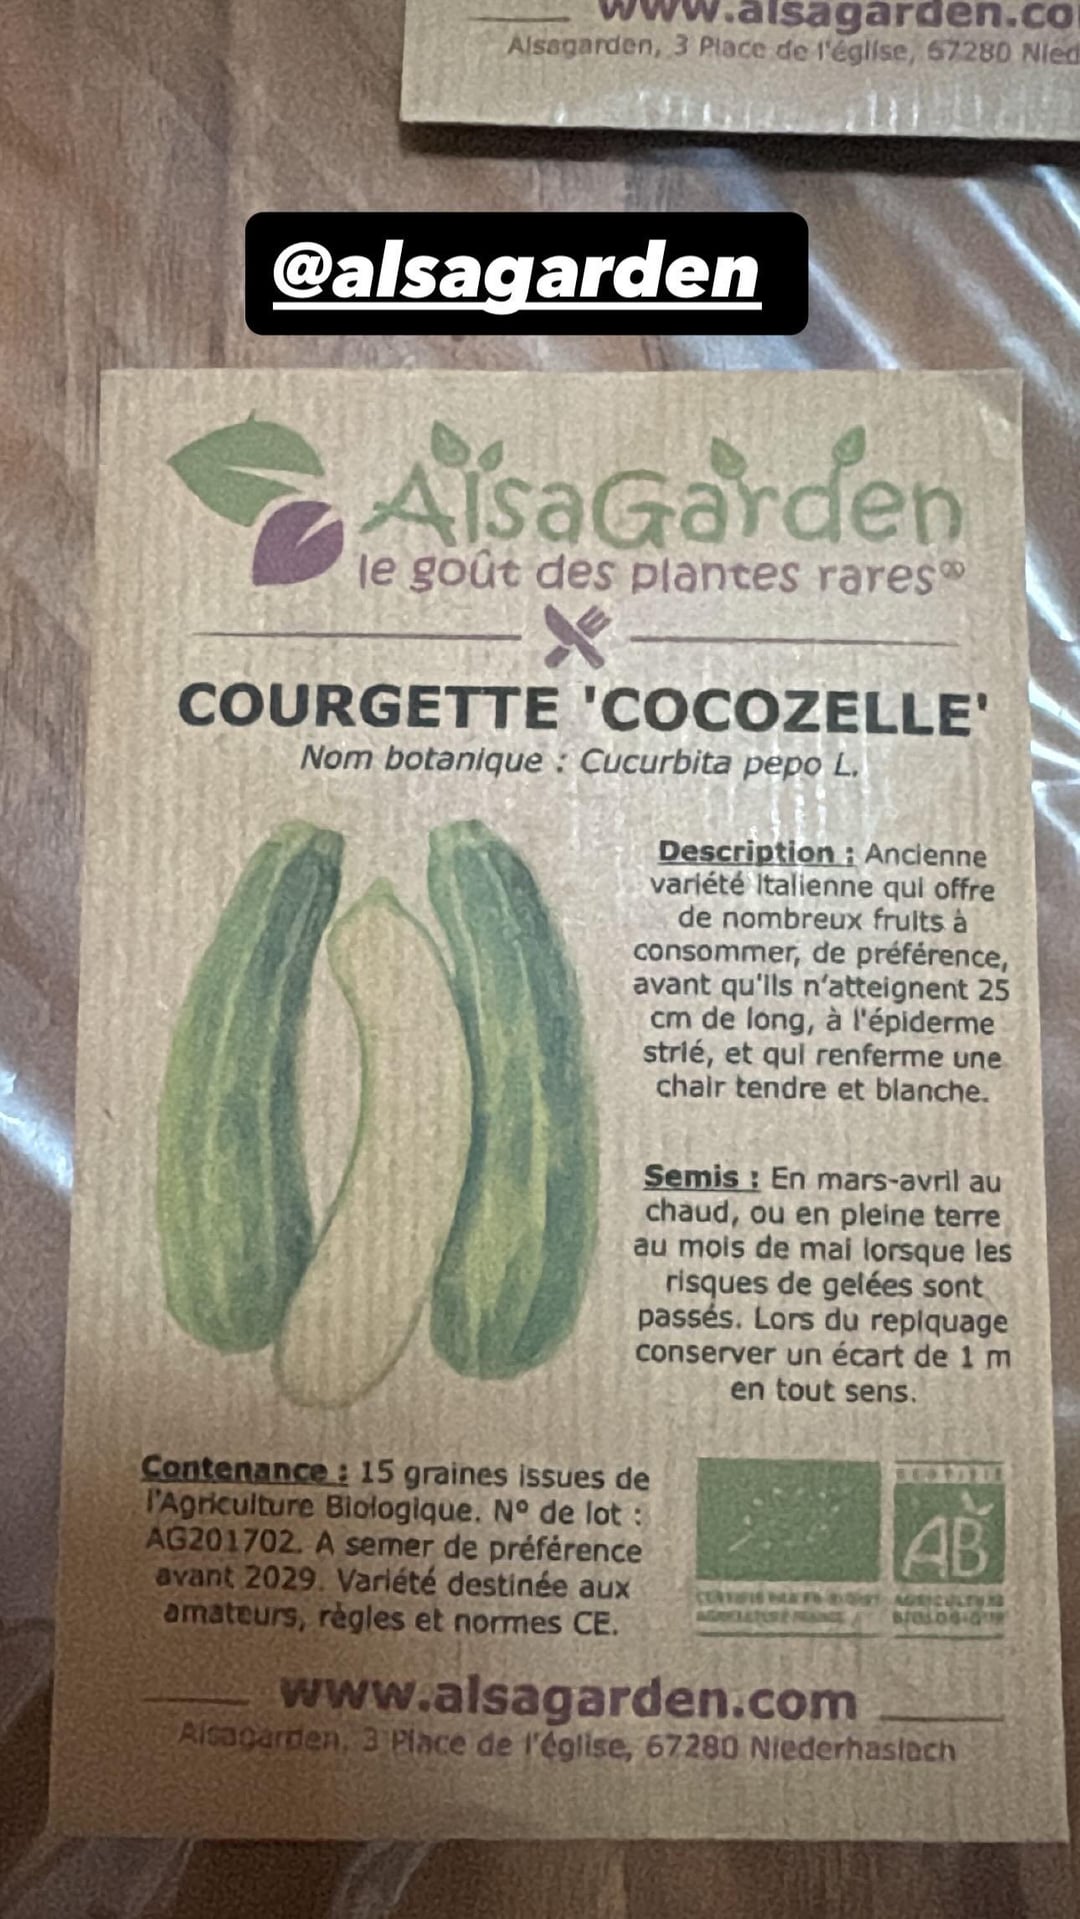 www.alsagarden.co
Alsagarden, 3 Place de l'église, 67280 Nied
@alsagarden
AlsaGarden
le goût des plantes rares
COURGETTE 'COCOZELLE'
Nom botanique : Cucurbita pepo L.
Description : Ancienne
variété italienne qui offre
de nombreux fruits à
consommer, de préférence,
avant qu'ils n'atteignent 25
cm de long, à l'épiderme
strié, et qui renferme une
chair tendre et blanche.
Semis : En mars-avril au
chaud, ou en pleine terre
au mois de mai lorsque les
risques de gelées sont
passés. Lors du repiquage
conserver un écart de 1 m
en tout sens.
Contenance : 15 graines issues de
l'Agriculture Biologique. N° de lot :
AG201702. A semer de préférence
avant 2029. Variété destinée aux
amateurs, règles et normes CE.
AB
AGRICULTURE FRANCE
AGRICULTURE
BIOLOGIQUE
www.alsagarden.com
Alsagarden, 3 Place de l'église, 67280 Niederhaslach